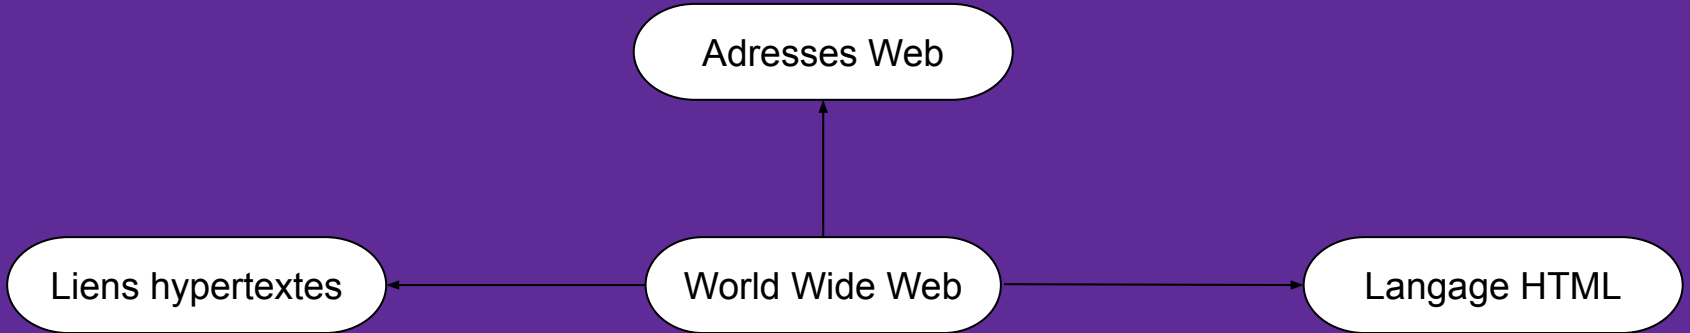 Adresses Web
Liens hypertextes
World Wide Web
Langage HTML